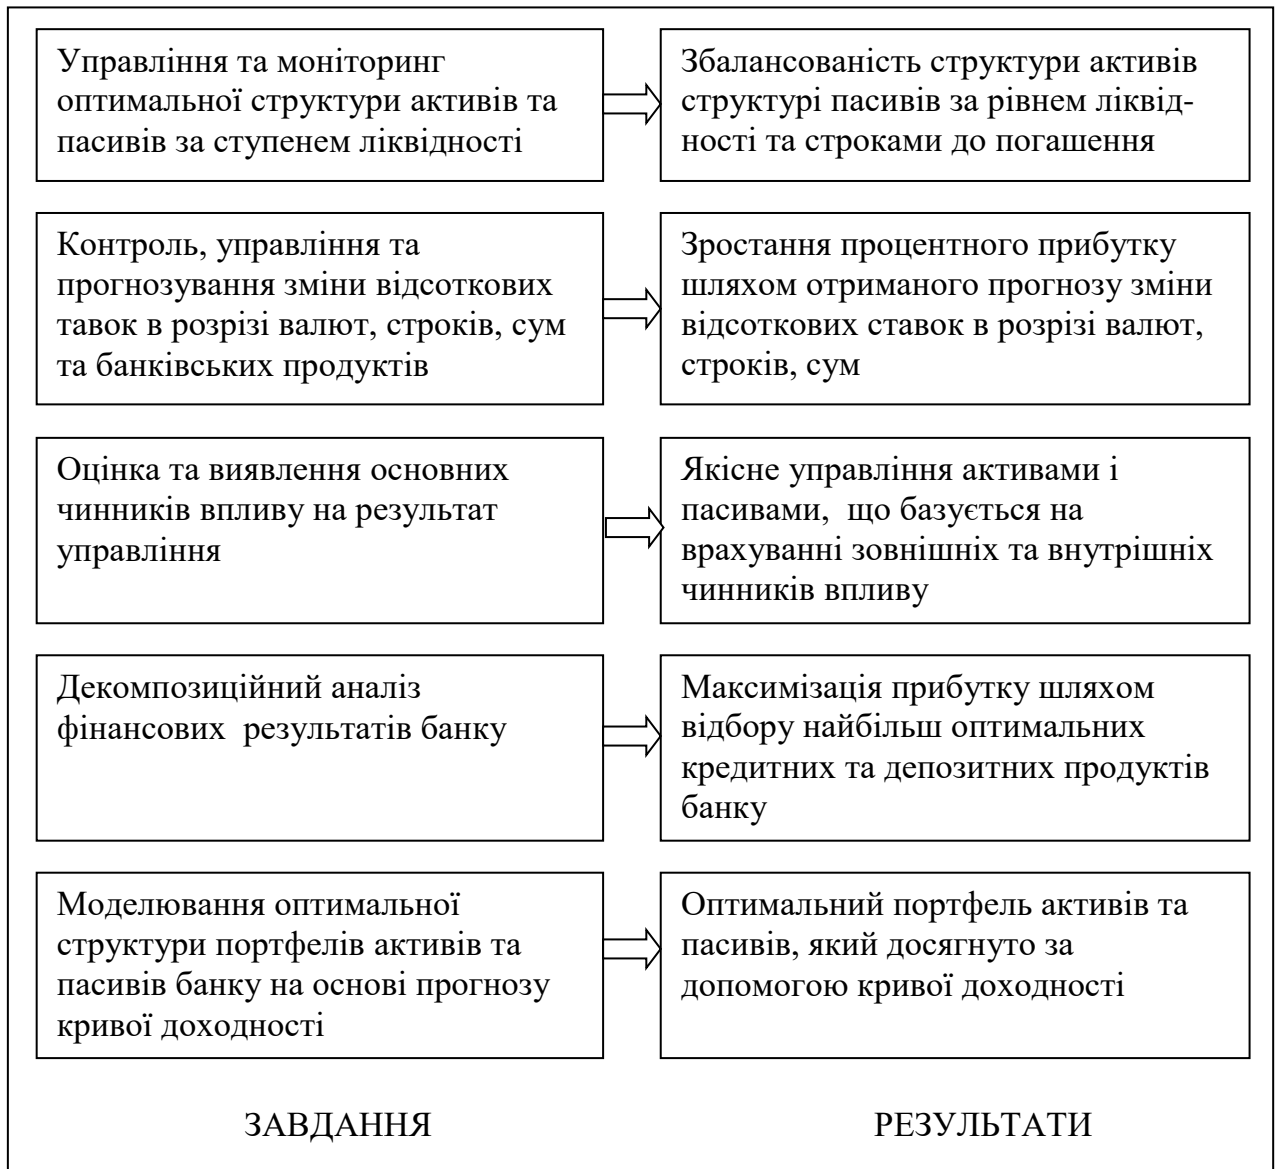 Управління та моніторинг
оптимальної структури активів та
пасивів за ступенем ліквідності
Збалансованість структури активів
структурі пасивів за рівнем ліквід-
ності та строками до погашення
Контроль, управління та
прогнозування зміни відсоткових
тавок в розрізі валют, строків, сум
та банківських продуктів
Зростання процентного прибутку
шляхом отриманого прогнозу зміни
відсоткових ставок в розрізі валют,
строків, сум
Оцінка та виявлення основних
чинників впливу на результат
управління
Якісне управління активами і
пасивами,  що базується на
врахуванні зовнішніх та внутрішніх
чинників впливу
Декомпозиційний аналіз
фінансових  результатів банку
Максимізація прибутку шляхом
відбору найбільш оптимальних
кредитних та депозитних продуктів
банку
Моделювання оптимальної
структури портфелів активів та
пасивів банку на основі прогнозу
кривої доходності
Оптимальний портфель активів та
пасивів, який досягнуто за
допомогою кривої доходності
ЗАВДАННЯ
РЕЗУЛЬТАТИ